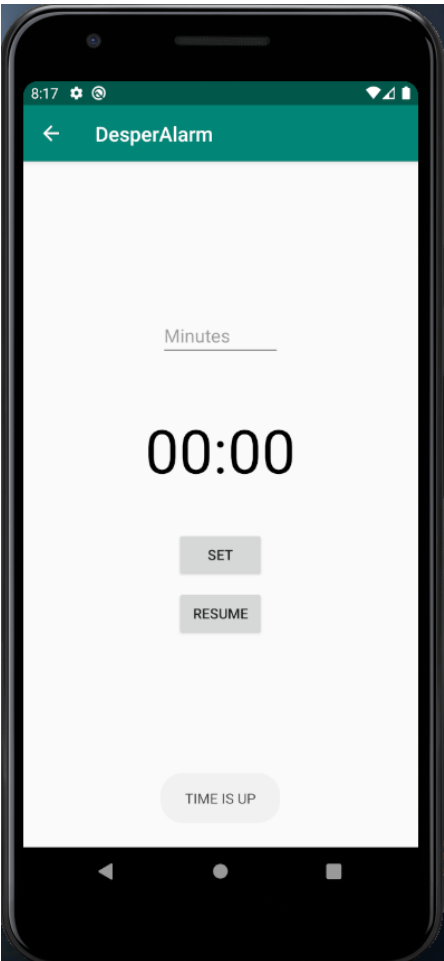 8:17
DesperAlarm
Minutes
00:00
SET
RESUME
TIME IS UP